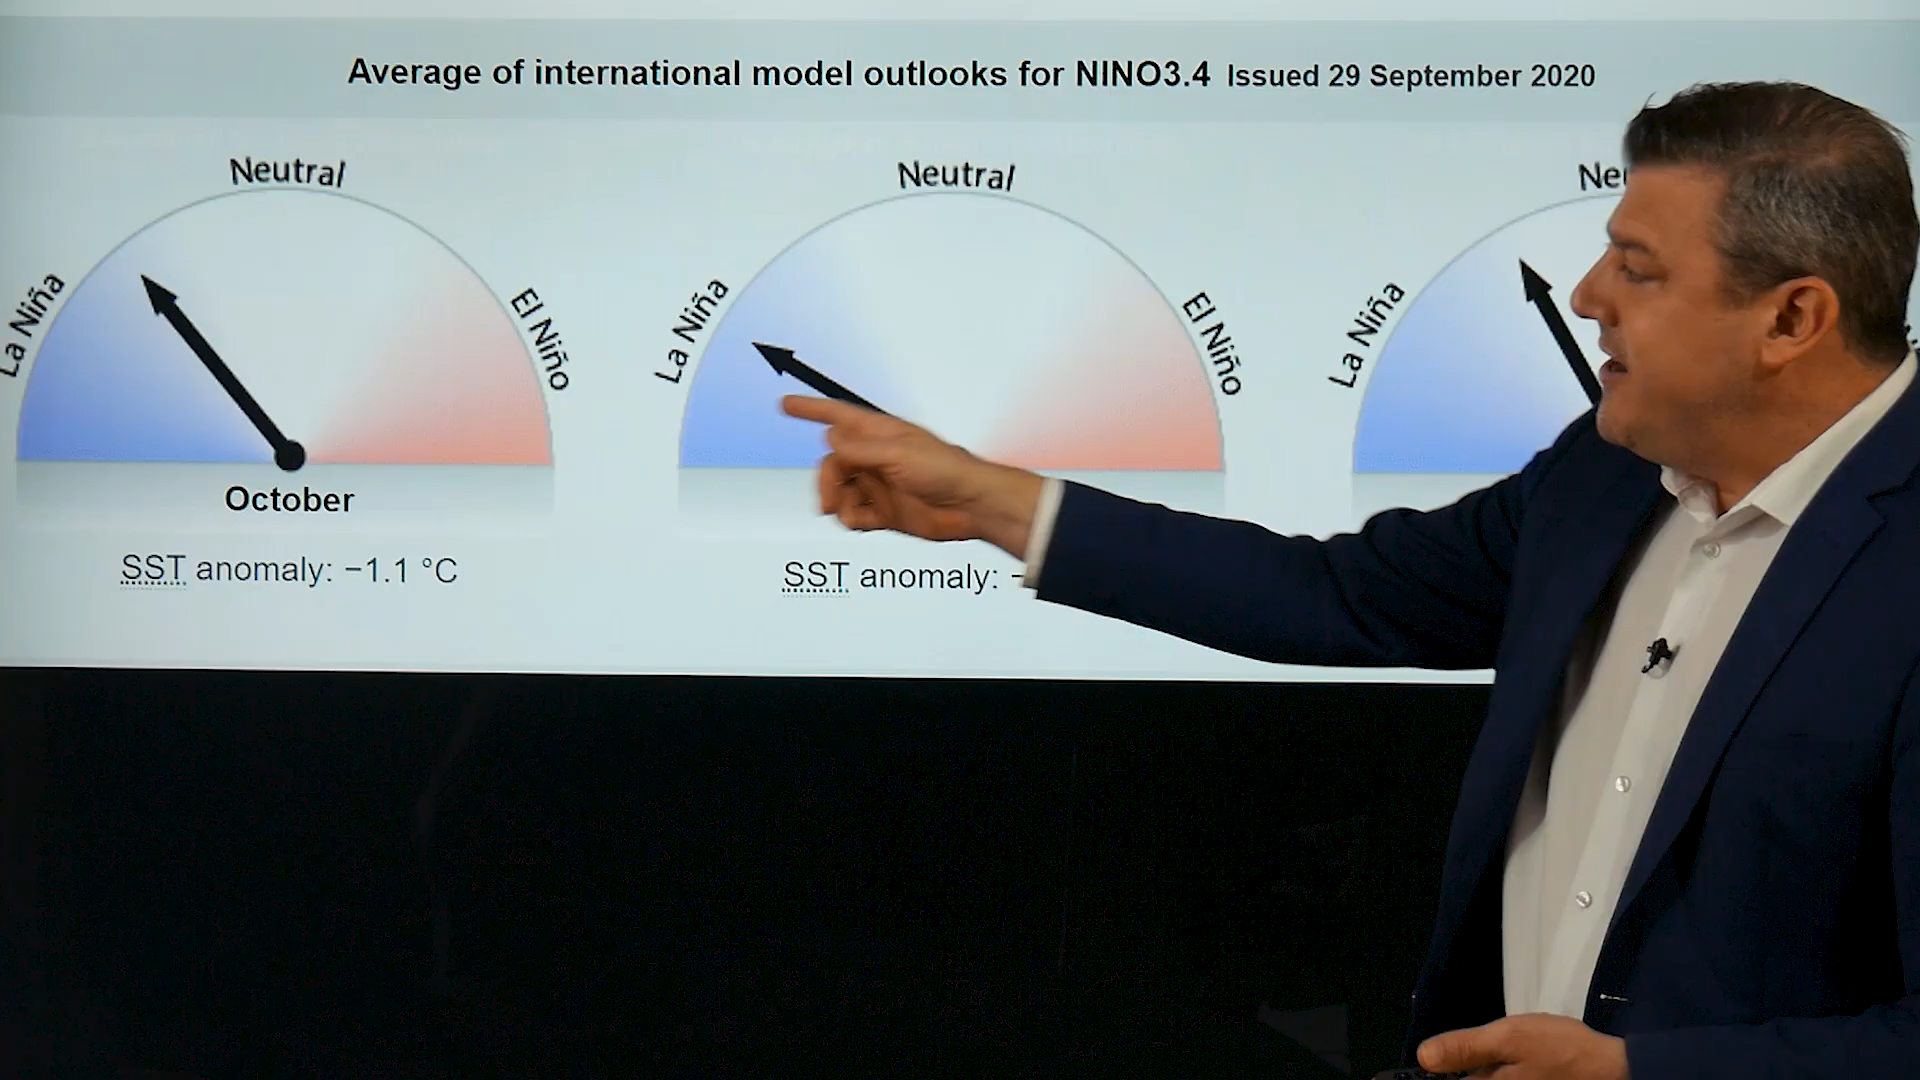 Average of international model outlooks for NINO3.4 Issued 29 September 2020
Neutral
La Niña
El Niño
October
SST anomaly: −1.1 °C
Neutral
La Niña
El Niño
SST anomaly: −
La Niña